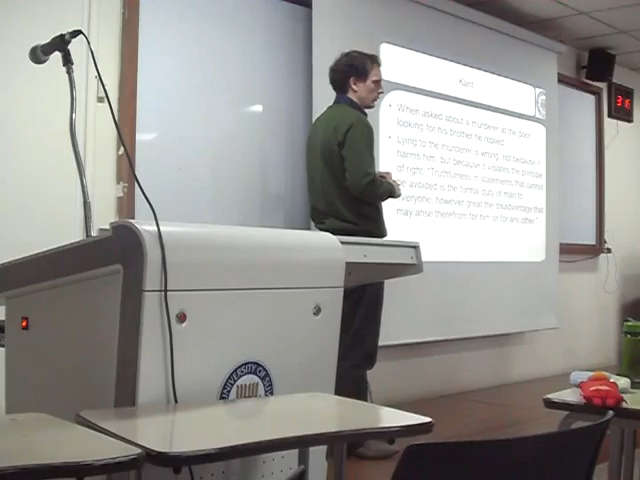 Kant
• When asked about a murderer at the door
looking for his brother he replied:
• Lying to the murderer is wrong, not because it
harms him, but because it violates the principle
of right. "Truthfulness in statements that cannot
be avoided is the formal duty of man to
everyone, however great the disadvantage that
may arise therefrom for him or for any other."
UNIVERSITY OF